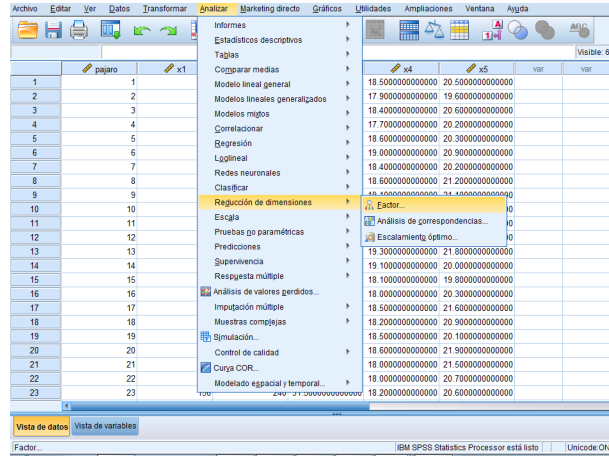 Archivo Editar Ver Datos Transformar Analizar Marketing directo Gráficos Utilidades Ampliaciones Ventana Ayuda
Visible: 6
pajaro x1 x4 x5 var var
Informes
Estadísticos descriptivos
Tablas
Comparar medias
Modelo lineal general
Modelos lineales generalizados
Modelos mixtos
Correlacionar
Regresión
Loglineal
Redes neuronales
Clasificar
Reducción de dimensiones
Escala
Pruebas no paramétricas
Predicciones
Supervivencia
Respuesta múltiple
Análisis de valores perdidos...
Imputación múltiple
Muestras complejas
Simulación...
Control de calidad
Curva COR...
Modelado espacial y temporal...
Factor...
Análisis de correspondencias...
Escalamiento óptimo...
1 1 18.5000000000000 20.5000000000000
2 2 17.9000000000000 19.6000000000000
3 3 18.4000000000000 20.6000000000000
4 4 17.7000000000000 20.2000000000000
5 5 18.6000000000000 20.3000000000000
6 6 19.0000000000000 20.9000000000000
7 7 18.4000000000000 20.2000000000000
8 8 18.6000000000000 21.2000000000000
9 9
10 10
11 11
12 12
13 13 19.3000000000000 21.8000000000000
14 14 19.1000000000000 20.0000000000000
15 15 18.1000000000000 19.8000000000000
16 16 18.0000000000000 20.3000000000000
17 17 18.5000000000000 21.6000000000000
18 18 18.2000000000000 20.9000000000000
19 19 18.5000000000000 20.1000000000000
20 20 18.6000000000000 21.9000000000000
21 21 18.0000000000000 21.5000000000000
22 22 18.0000000000000 20.7000000000000
23 23 18.2000000000000 20.6000000000000
Vista de datos Vista de variables
Factor... IBM SPSS Statistics Processor está listo Unicode:ON